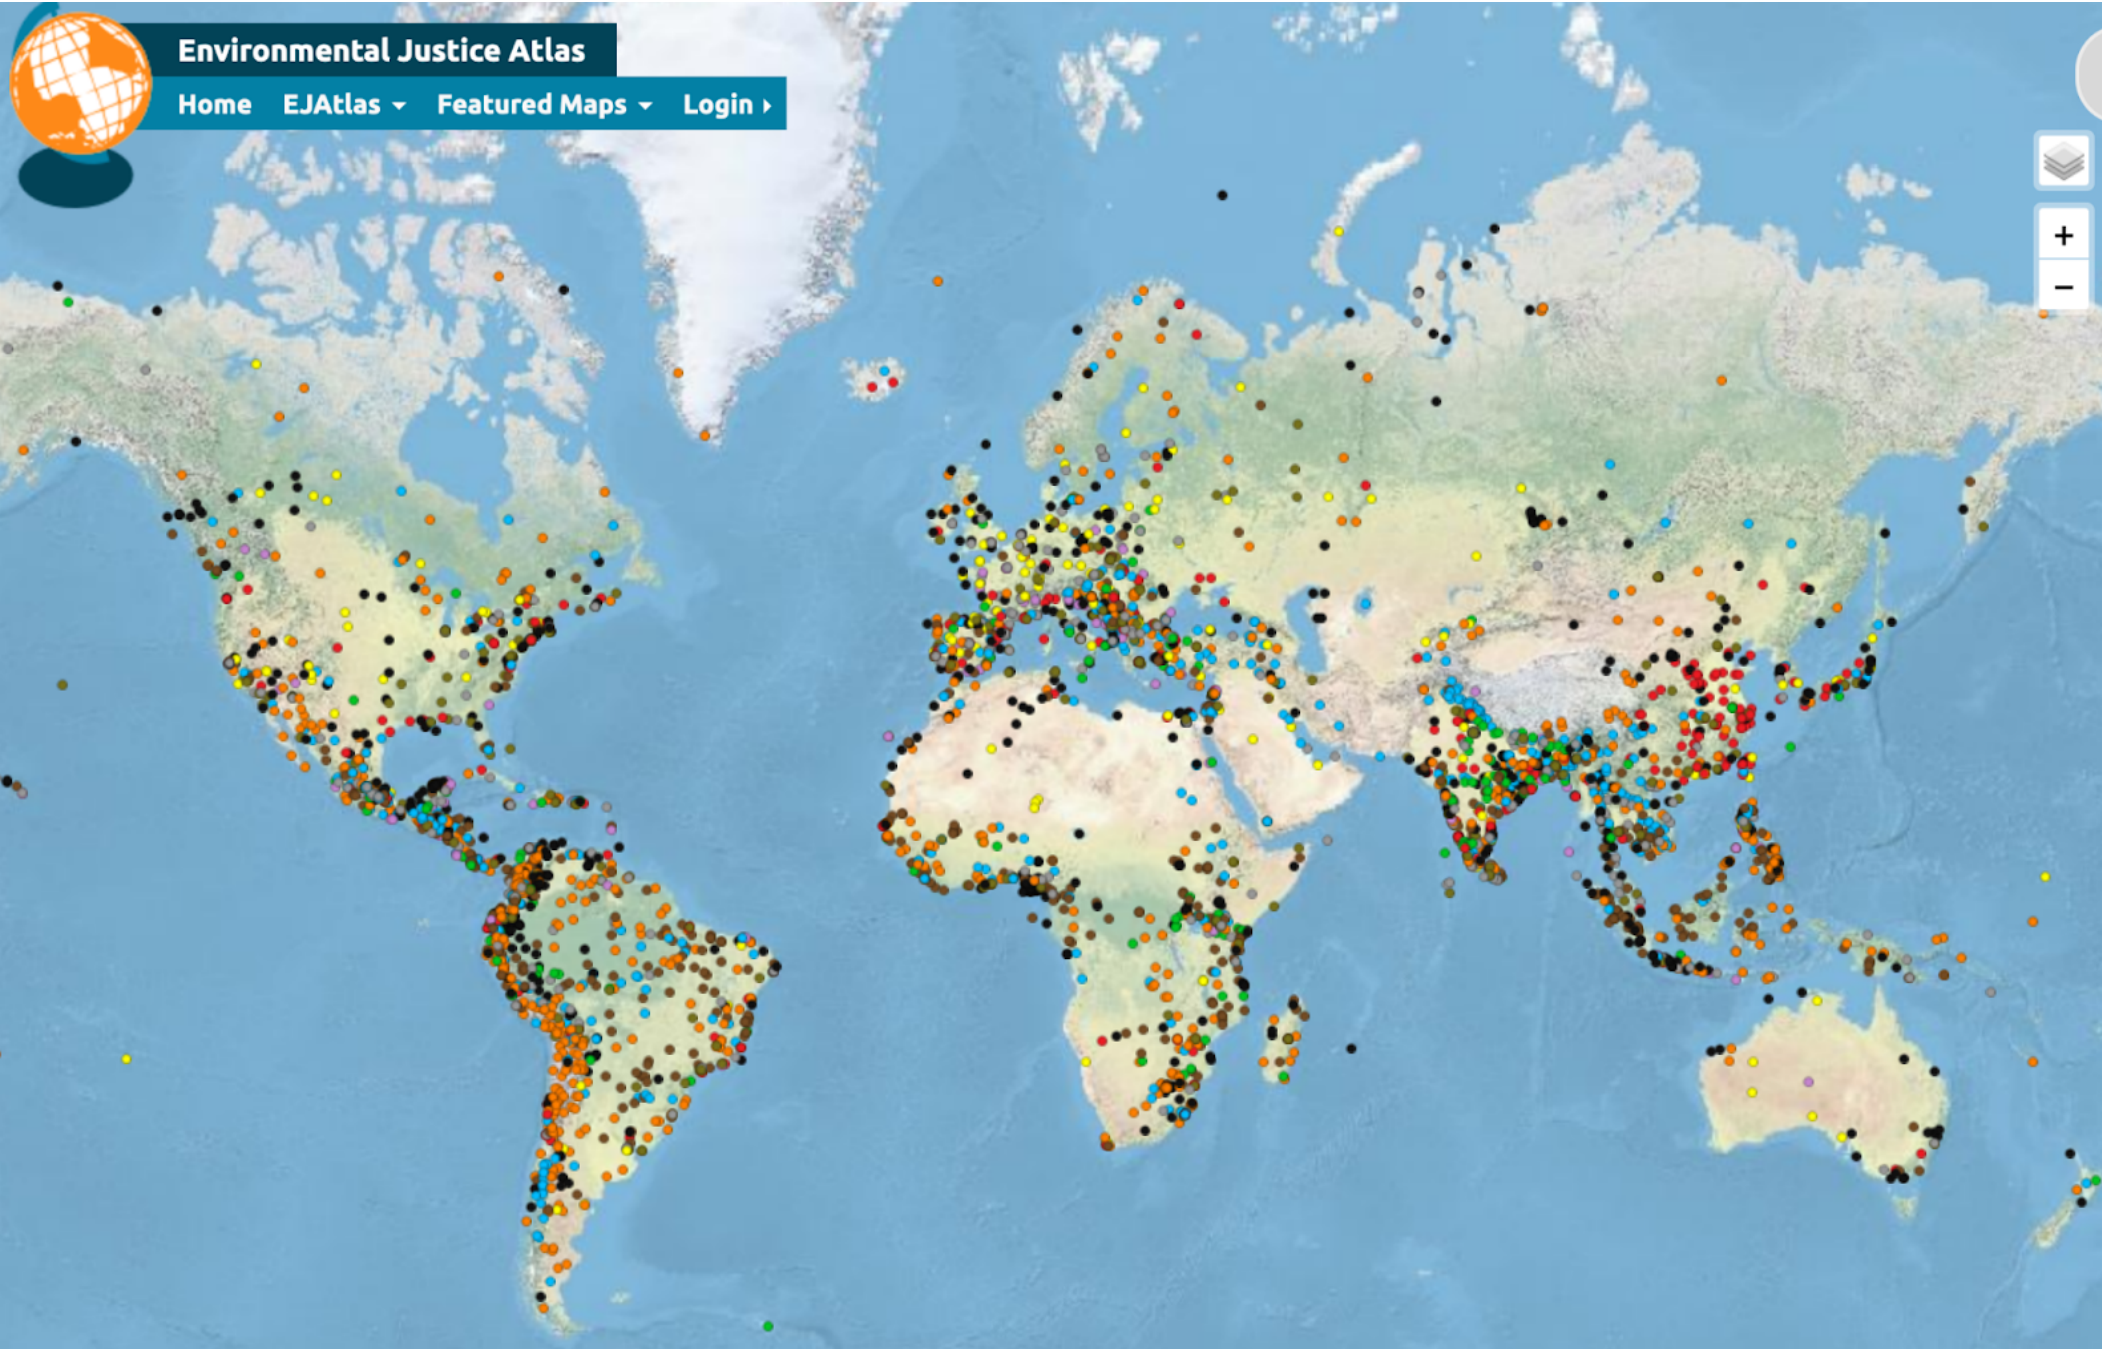 Environmental Justice Atlas
Home EJAtlas Featured Maps Login
+
−